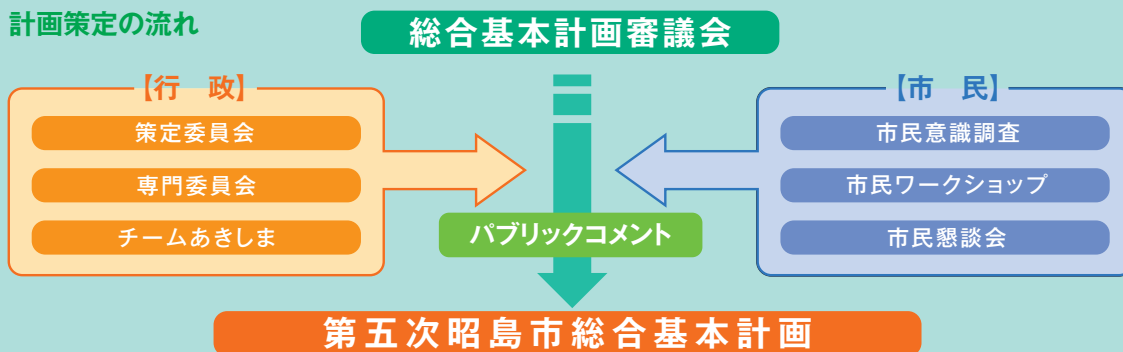 計画策定の流れ
総合基本計画審議会
【行　政】
策定委員会
専門委員会
チームあきしま
【市　民】
市民意識調査
市民ワークショップ
市民懇談会
パブリックコメント
第五次昭島市総合基本計画